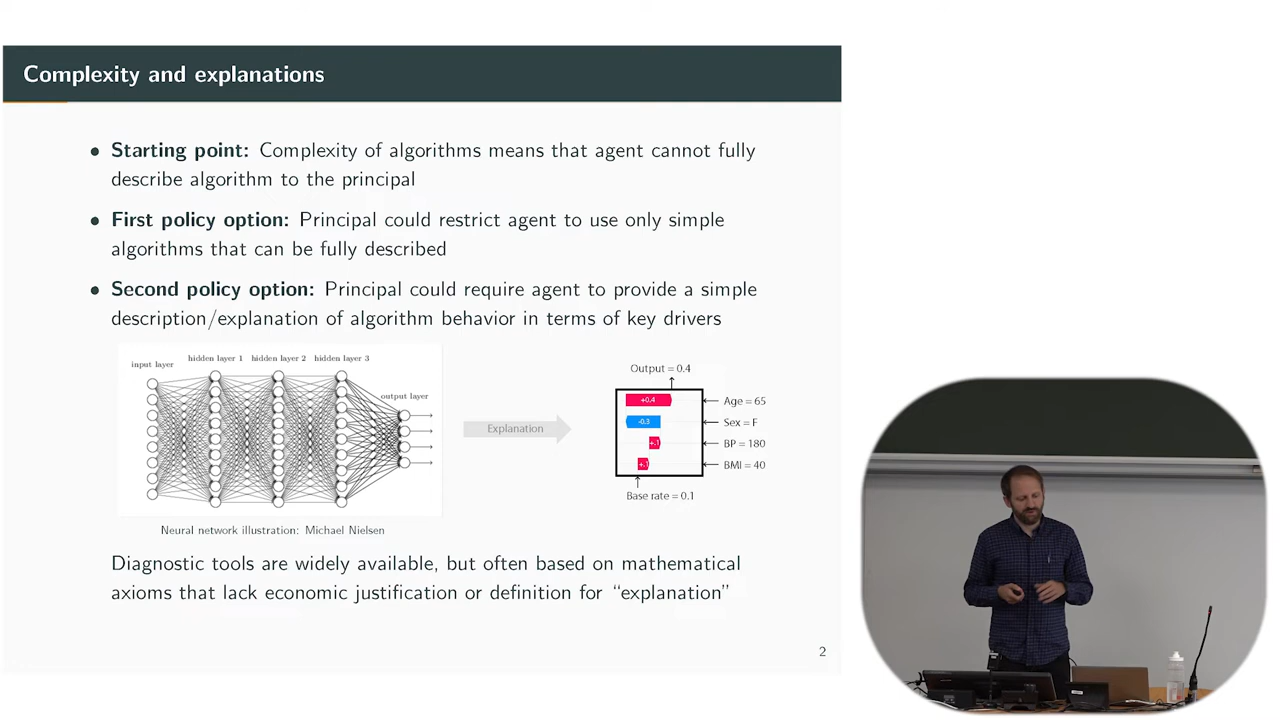 Complexity and explanations
• Starting point: Complexity of algorithms means that agent cannot fully
describe algorithm to the principal
• First policy option: Principal could restrict agent to use only simple
algorithms that can be fully described
• Second policy option: Principal could require agent to provide a simple
description/explanation of algorithm behavior in terms of key drivers
input layer
hidden layer 1 hidden layer 2 hidden layer 3
output layer
Neural network illustration: Michael Nielsen
Explanation
Output = 0.4
+0.4
Age = 65
-0.3
Sex = F
+.1
BP = 180
+.1
BMI = 40
Base rate = 0.1
Diagnostic tools are widely available, but often based on mathematical
axioms that lack economic justification or definition for “explanation”
2